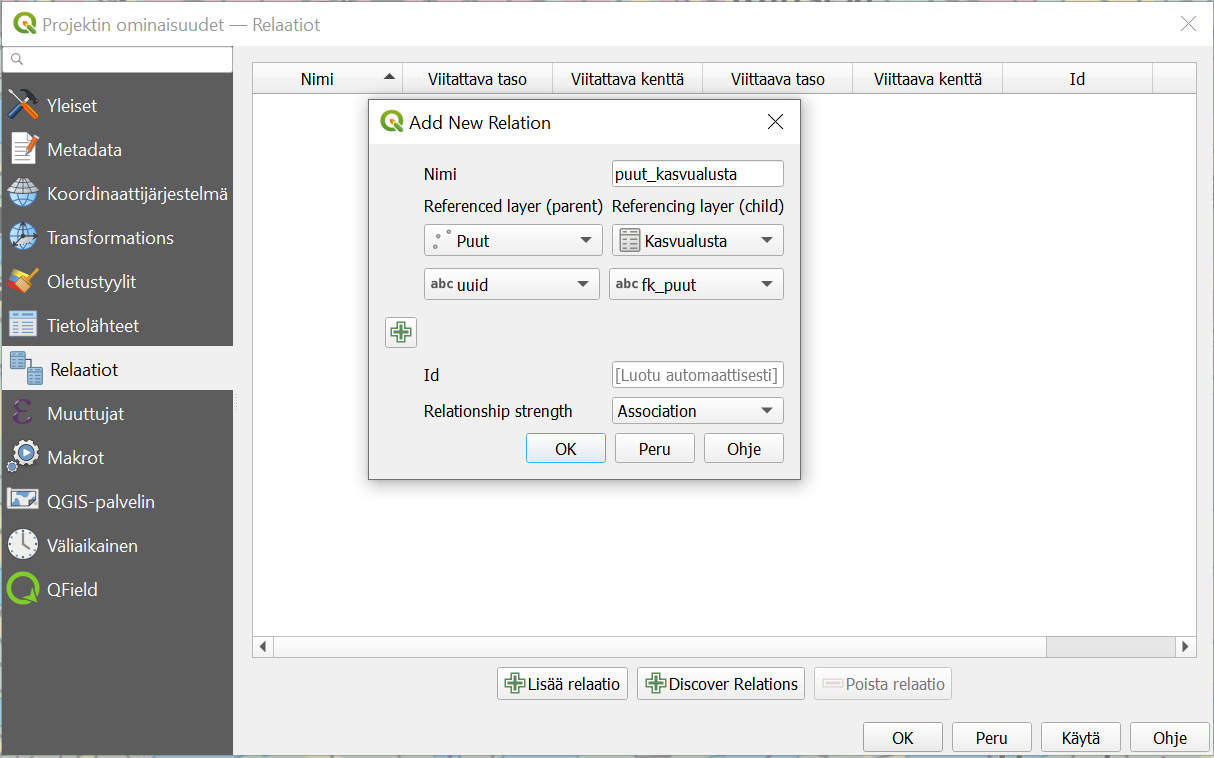 Projektin ominaisuudet — Relaatiot
Yleiset
Metadata
Koordinaattijärjestelmä
Transformations
Oletustyylit
Tietolähteet
Relaatiot
Muuttujat
Makrot
QGIS-palvelin
Väliaikainen
QField
Nimi Viitattava taso Viitattava kenttä Viittaava taso Viittaava kenttä Id
Add New Relation
Nimi puut_kasvualusta
Referenced layer (parent) Referencing layer (child)
Puut Kasvualusta
abc uuid abc fk_puut
Id [Luotu automaattisesti]
Relationship strength Association
OK Peru Ohje
Lisää relaatio Discover Relations Poista relaatio
OK Peru Käytä Ohje